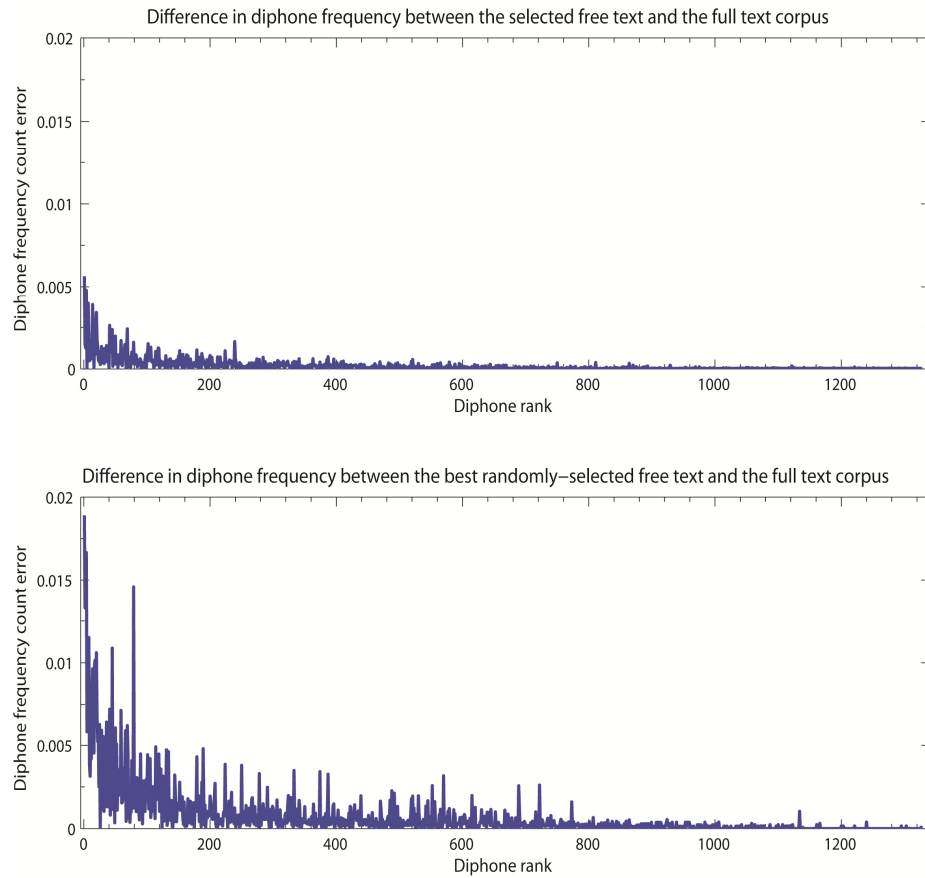 Difference in diphone frequency between the selected free text and the full text corpus
0.02
0.015
0.01
0.005
0
Diphone frequency count error
0 200 400 600 800 1000 1200
Diphone rank
Difference in diphone frequency between the best randomly−selected free text and the full text corpus
0.02
0.015
0.01
0.005
0
Diphone frequency count error
0 200 400 600 800 1000 1200
Diphone rank